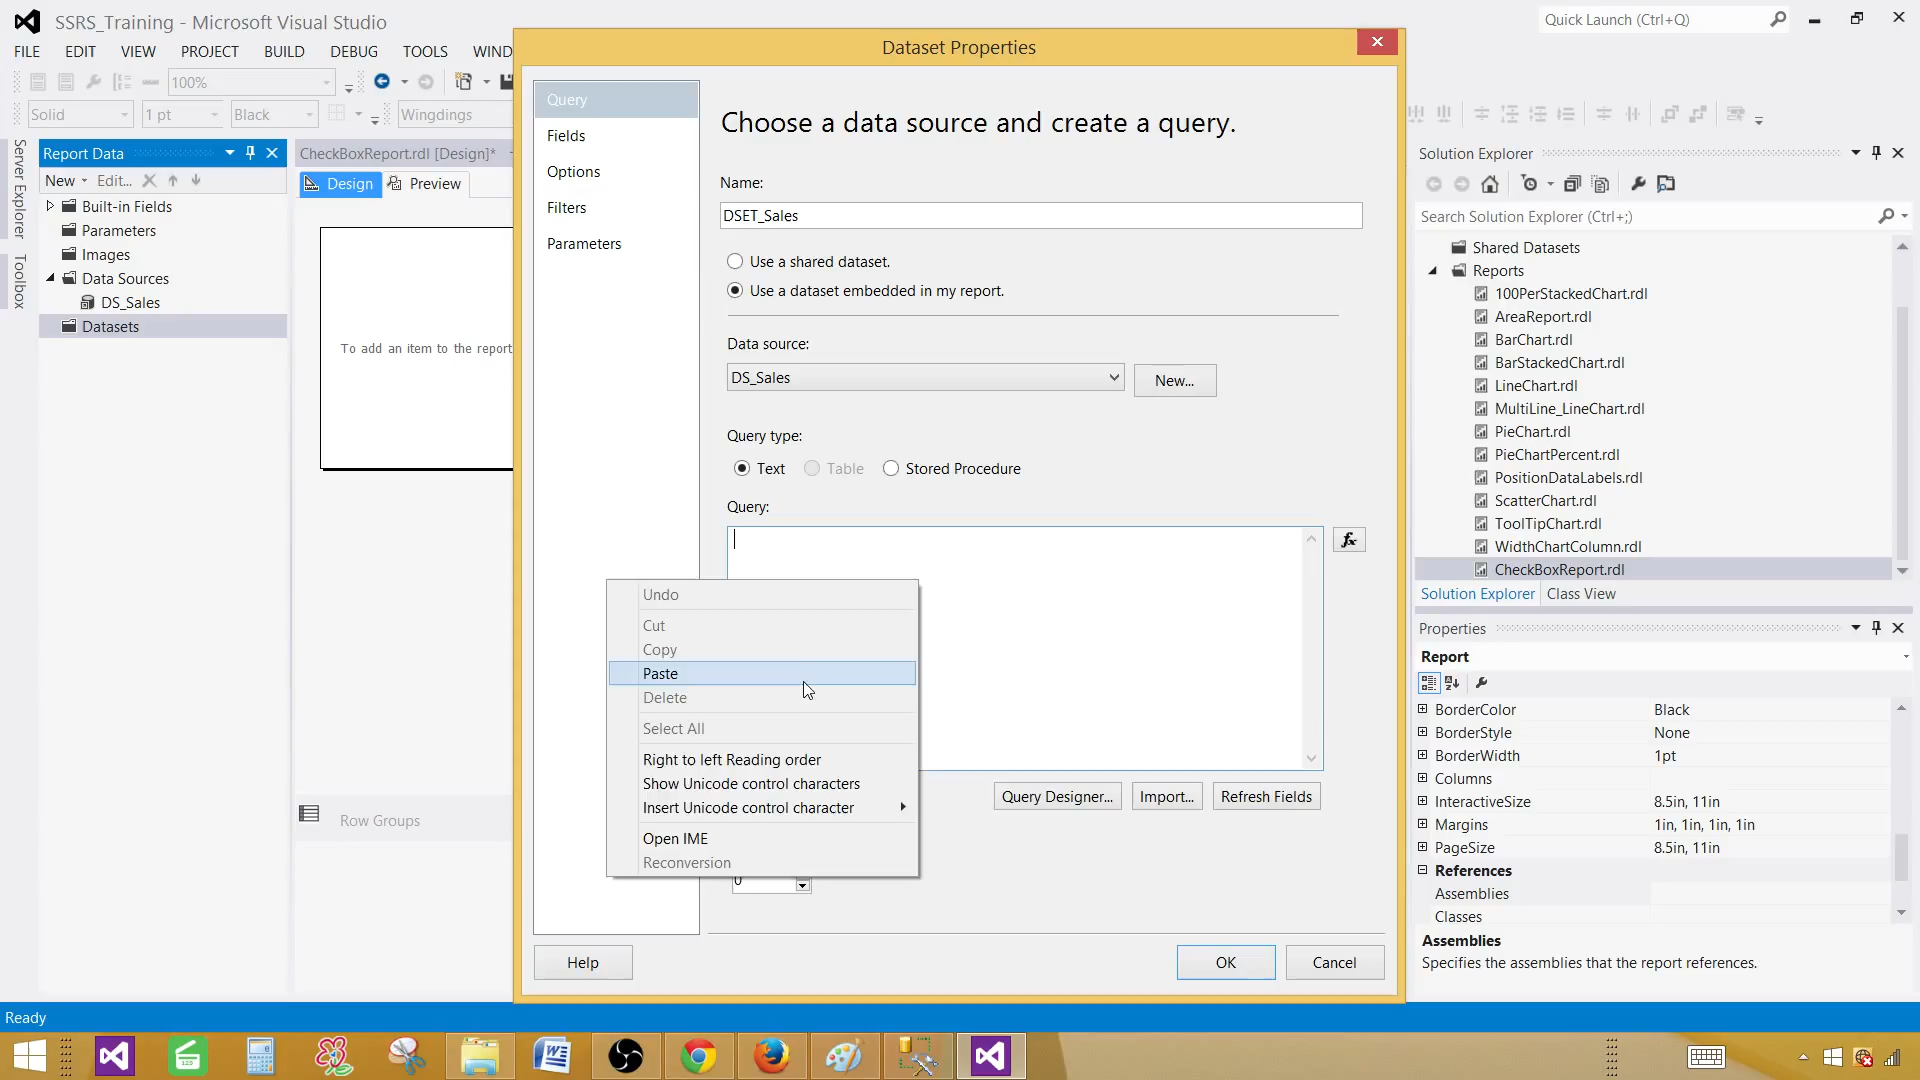 SSRS_Training - Microsoft Visual Studio
Quick Launch (Ctrl+Q)
FILE EDIT VIEW PROJECT BUILD DEBUG TOOLS WIND
100%
Solid 1 pt Black Wingdings
Server Explorer
Toolbox
Report Data
New Edit...
Built-in Fields
Parameters
Images
Data Sources
DS_Sales
Datasets
CheckBoxReport.rdl [Design]*
Design Preview
To add an item to the report
Row Groups
Dataset Properties
Query
Fields
Options
Filters
Parameters
Choose a data source and create a query.
Name:
DSET_Sales
Use a shared dataset.
Use a dataset embedded in my report.
Data source:
DS_Sales
New...
Query type:
Text Table Stored Procedure
Query:
fx
Undo
Cut
Copy
Paste
Delete
Select All
Right to left Reading order
Show Unicode control characters
Insert Unicode control character
Open IME
Reconversion
Query Designer... Import... Refresh Fields
0
Help OK Cancel
Solution Explorer
Search Solution Explorer (Ctrl+;)
Shared Datasets
Reports
100PerStackedChart.rdl
AreaReport.rdl
BarChart.rdl
BarStackedChart.rdl
LineChart.rdl
MultiLine_LineChart.rdl
PieChart.rdl
PieChartPercent.rdl
PositionDataLabels.rdl
ScatterChart.rdl
ToolTipChart.rdl
WidthChartColumn.rdl
CheckBoxReport.rdl
Solution Explorer Class View
Properties
Report
BorderColor Black
BorderStyle None
BorderWidth 1pt
Columns
InteractiveSize 8.5in, 11in
Margins 1in, 1in, 1in, 1in
PageSize 8.5in, 11in
References
Assemblies
Classes
Assemblies
Specifies the assemblies that the report references.
Ready